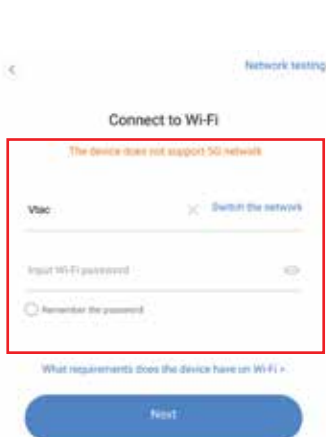 Network testing
Connect to Wi-Fi
The device does not support 5G network
Vtac
Switch the network
Input Wi-Fi password
Remember the password
What requirements does the device have on Wi-Fi >
Next